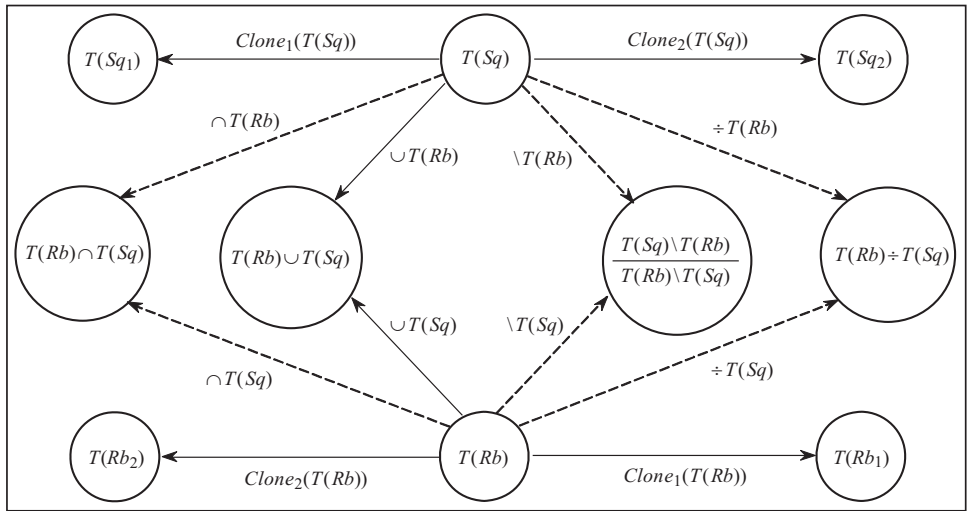 Clone₁(T(Sq))
Clone₂(T(Sq))
T(Sq₁)
T(Sq)
T(Sq₂)
∩T(Rb)
∪T(Rb)
\T(Rb)
÷T(Rb)
T(Rb)∩T(Sq)
T(Rb)∪T(Sq)
T(Sq)\T(Rb)
T(Rb)\T(Sq)
T(Rb)÷T(Sq)
∩T(Sq)
∪T(Sq)
\T(Sq)
÷T(Sq)
T(Rb₂)
T(Rb)
T(Rb₁)
Clone₂(T(Rb))
Clone₁(T(Rb))